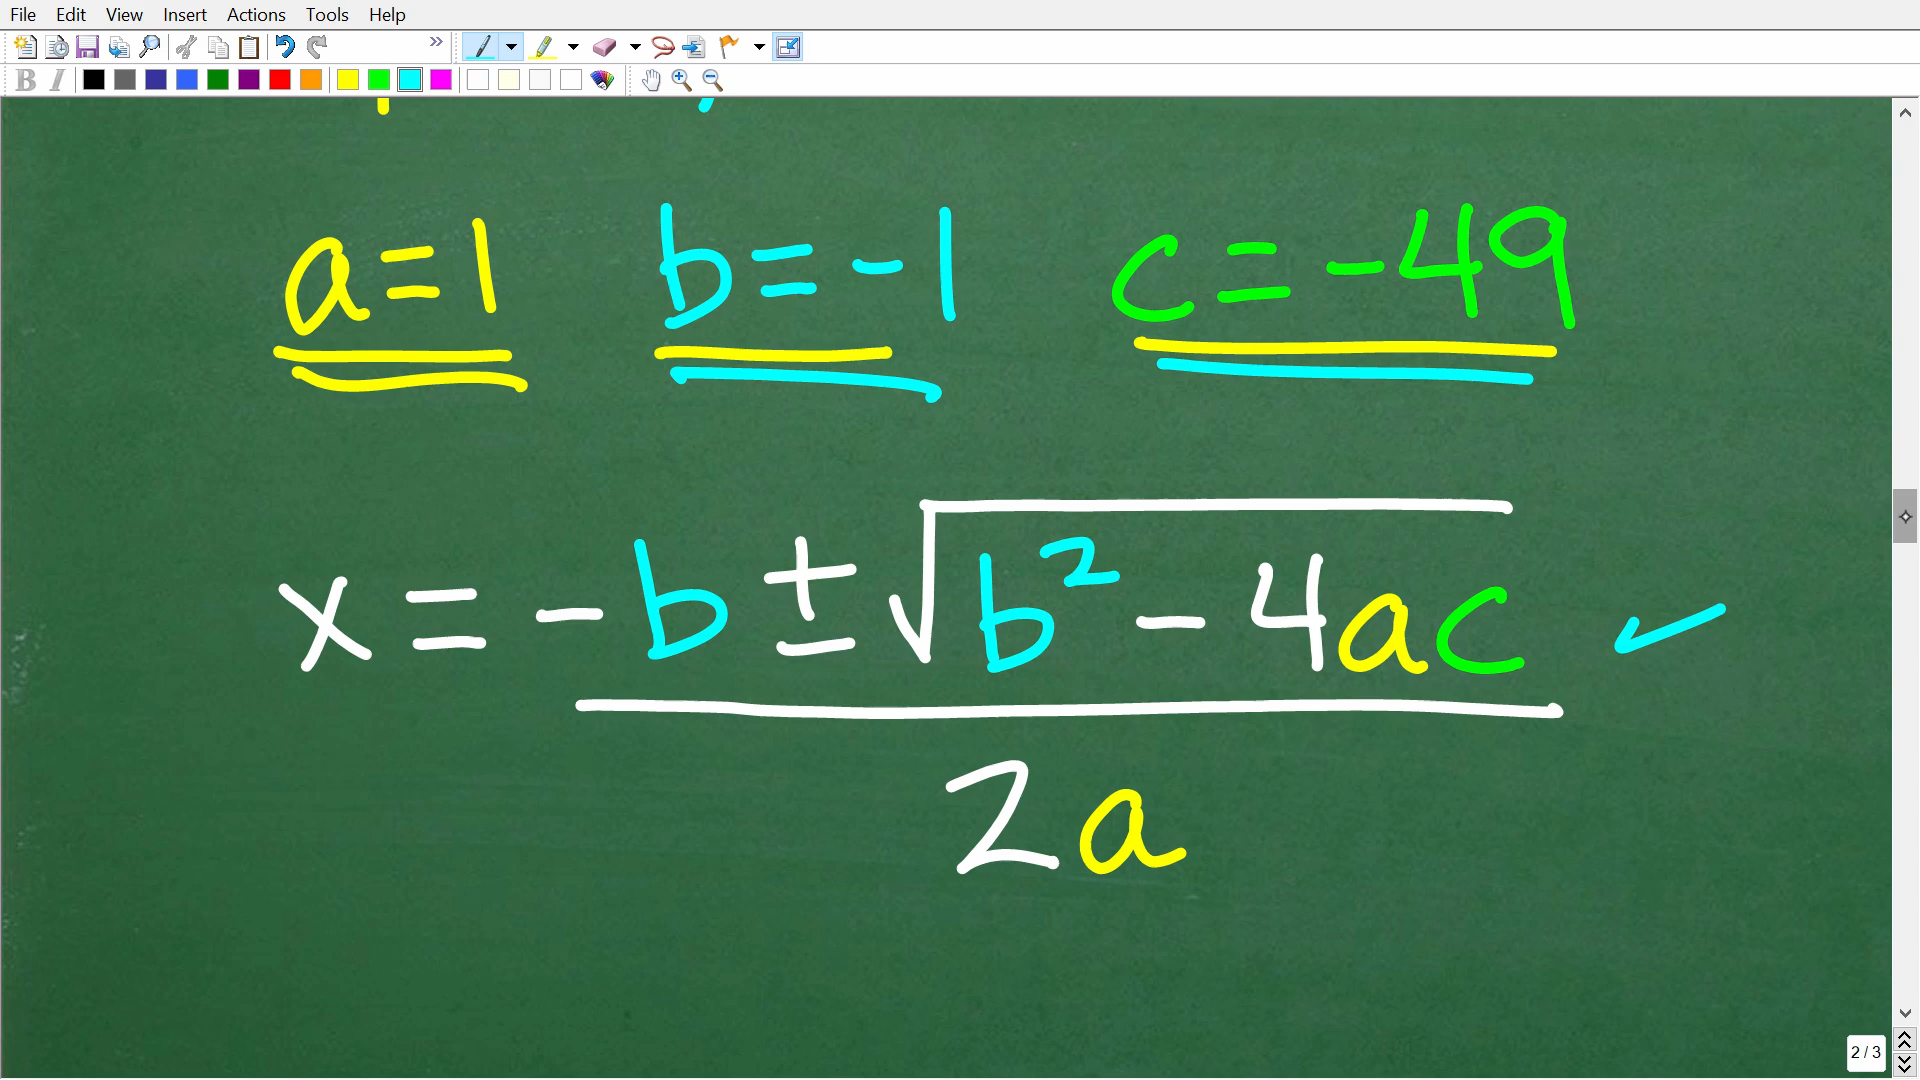 File Edit View Insert Actions Tools Help
B I
a=1 b=-1 c=-49
x=-b±√b²-4ac
2a
2 / 3